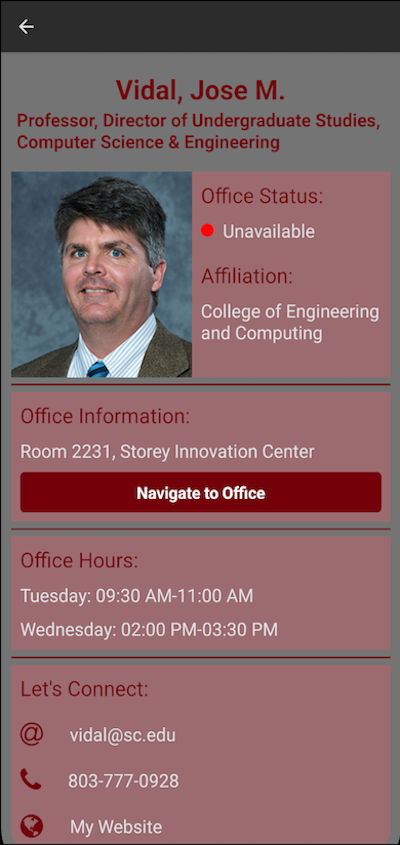 Vidal, Jose M.
Professor, Director of Undergraduate Studies,
Computer Science & Engineering
Office Status:
Unavailable
Affiliation:
College of Engineering
and Computing
Office Information:
Room 2231, Storey Innovation Center
Navigate to Office
Office Hours:
Tuesday: 09:30 AM-11:00 AM
Wednesday: 02:00 PM-03:30 PM
Let's Connect:
@ vidal@sc.edu
803-777-0928
My Website